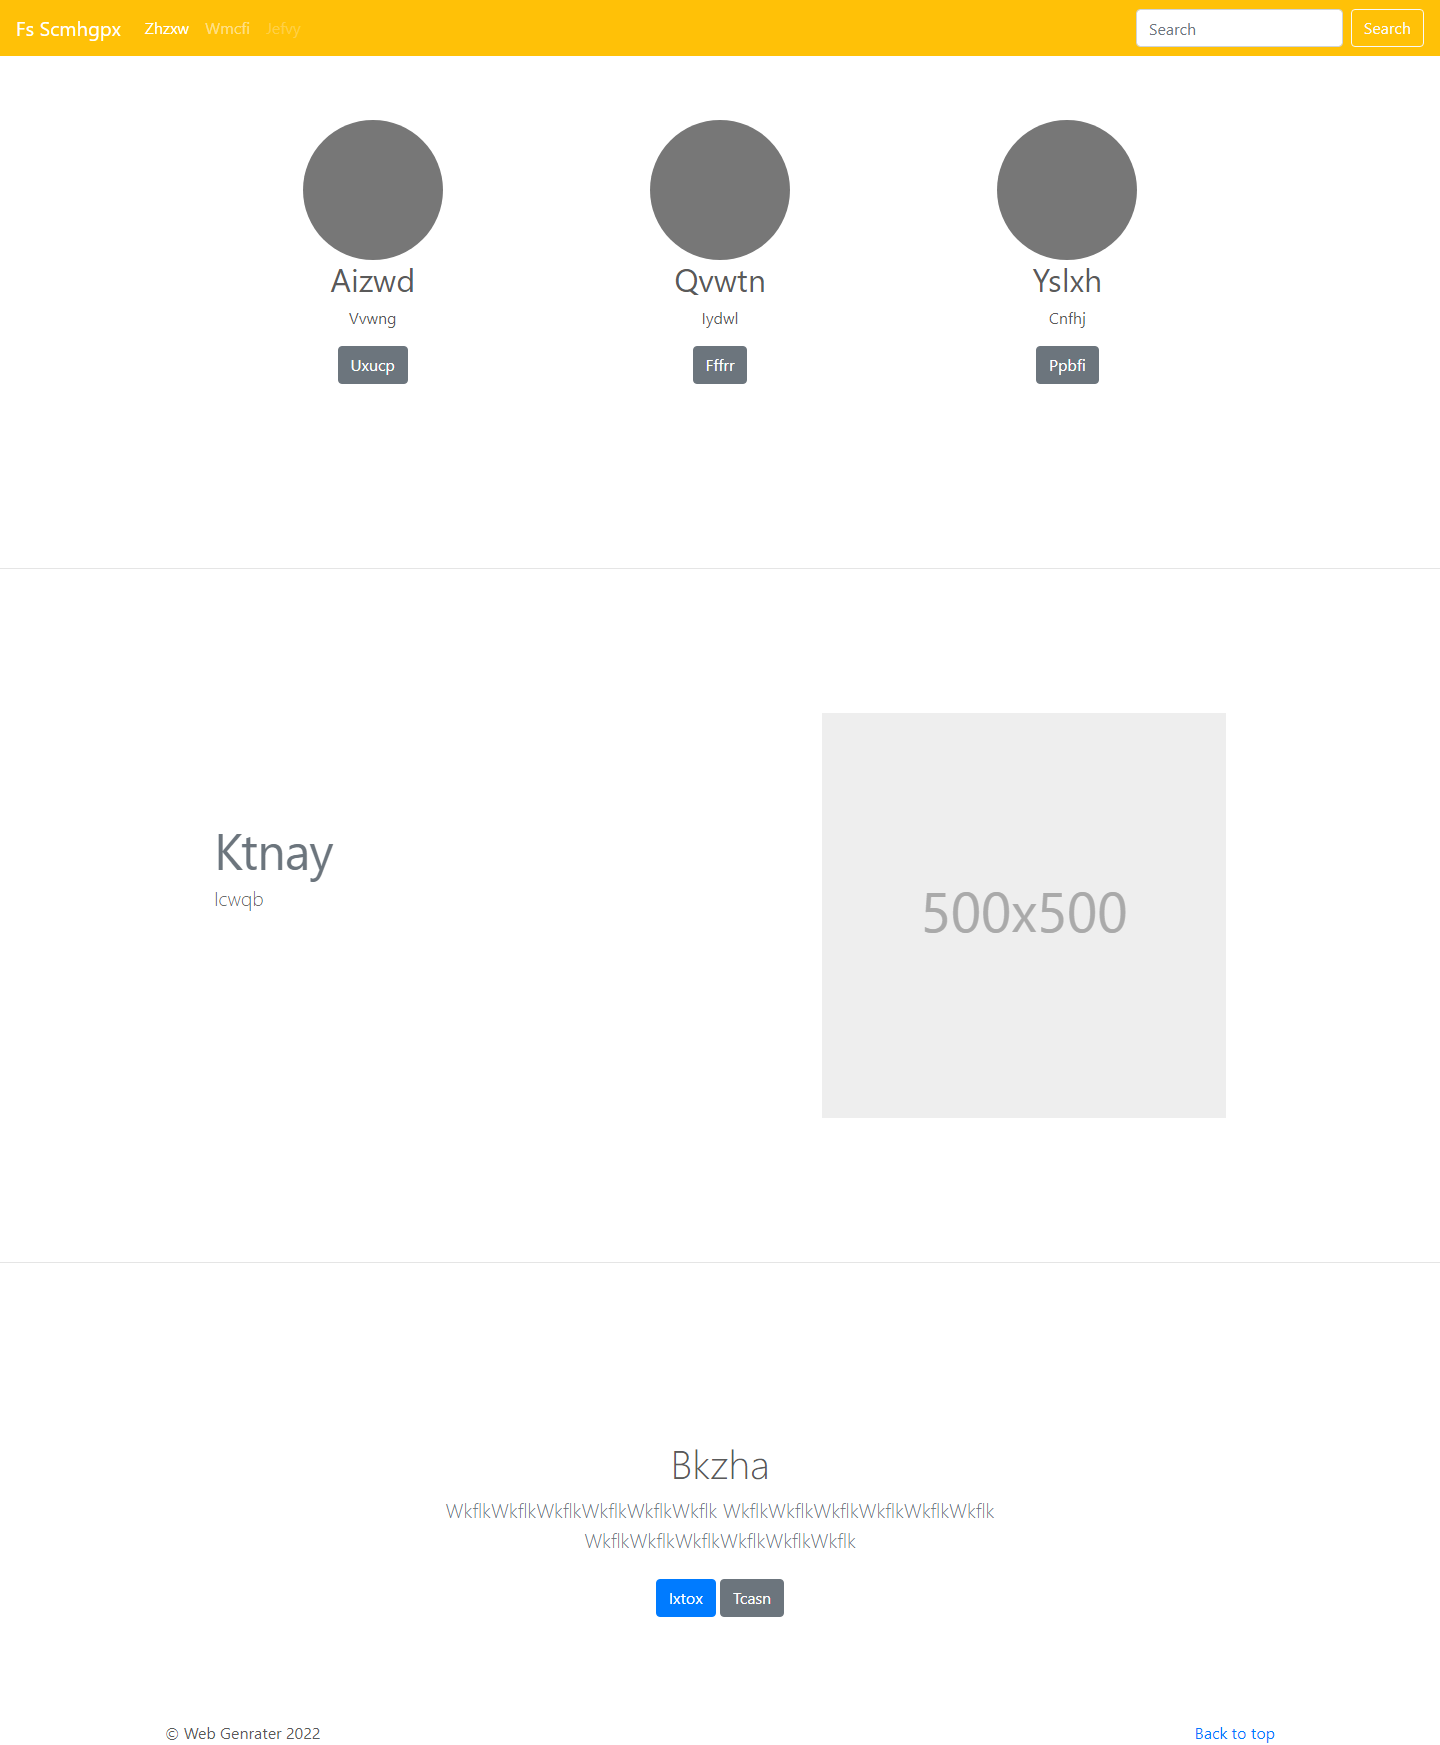 Fs Scmhgpx Zhzxw Wmcfi Jefvy Search Search
Aizwd Qvwtn Yslxh
Vvwng Iydwl Cnfhj
Uxucp Fffrr Ppbfi
Ktnay
Icwqb
500x500
Bkzha
WkflkWkflkWkflkWkflkWkflkWkflk WkflkWkflkWkflkWkflkWkflkWkflk
WkflkWkflkWkflkWkflkWkflkWkflk
Ixtox Tcasn
© Web Genrater 2022 Back to top